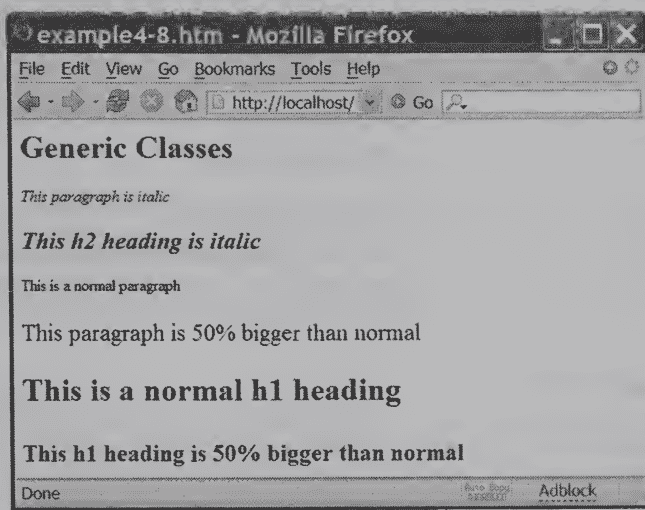 example4-8.htm - Mozilla Firefox
File Edit View Go Bookmarks Tools Help
http://localhost/ Go
Generic Classes
This paragraph is italic
This h2 heading is italic
This is a normal paragraph
This paragraph is 50% bigger than normal
This is a normal h1 heading
This h1 heading is 50% bigger than normal
Done Adblock